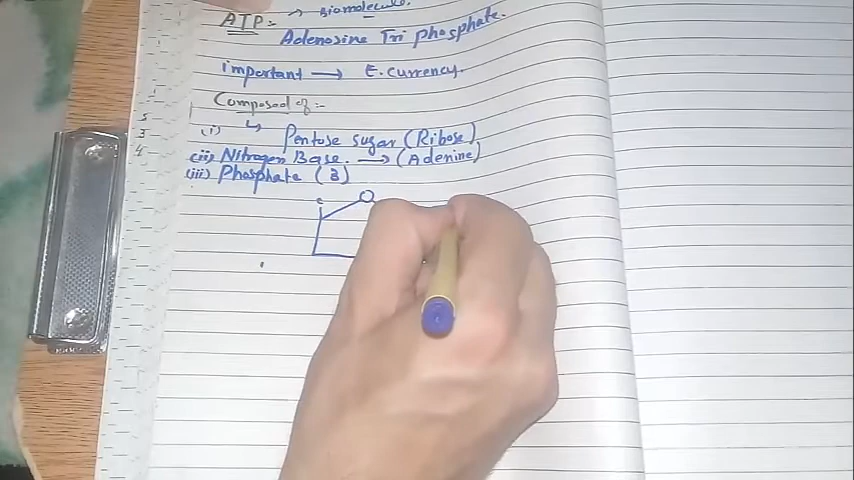 ATP:- → Biomolecule.
Adenosine Tri phosphate.
important → E. currency.
Composed of:-
(i) ↳ Pentose sugar (Ribose)
(ii) Nitrogen Base. → (Adenine)
(iii) Phosphate (3)
c O